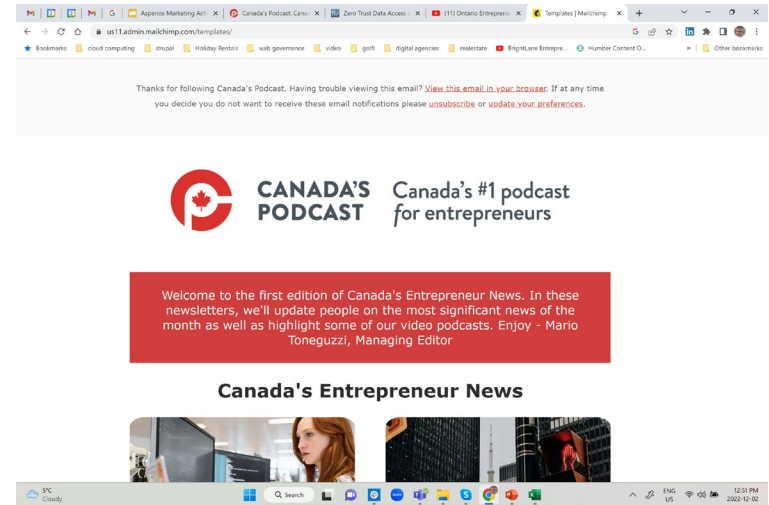 Asperios Marketing Acti
Canada's Podcast: Cana
Zero Trust Data Access
(11) Ontario Entrepren
Templates | Mailchimp
us11.admin.mailchimp.com/templates/
Bookmarks
cloud computing
drupal
Holiday Rentals
web governance
video
golfi
digital agencies
realestate
BrightLane Entrepre...
Humber Content O...
Other bookmarks
Thanks for following Canada's Podcast. Having trouble viewing this email? View this email in your browser. If at any time
you decide you do not want to receive these email notifications please unsubscribe or update your preferences.
CANADA'S
PODCAST
Canada's #1 podcast
for entrepreneurs
Welcome to the first edition of Canada's Entrepreneur News. In these
newsletters, we'll update people on the most significant news of the
month as well as highlight some of our video podcasts. Enjoy - Mario
Toneguzzi, Managing Editor
Canada's Entrepreneur News
5°C
Cloudy
Search
ENG
US
12:51 PM
2022-12-02